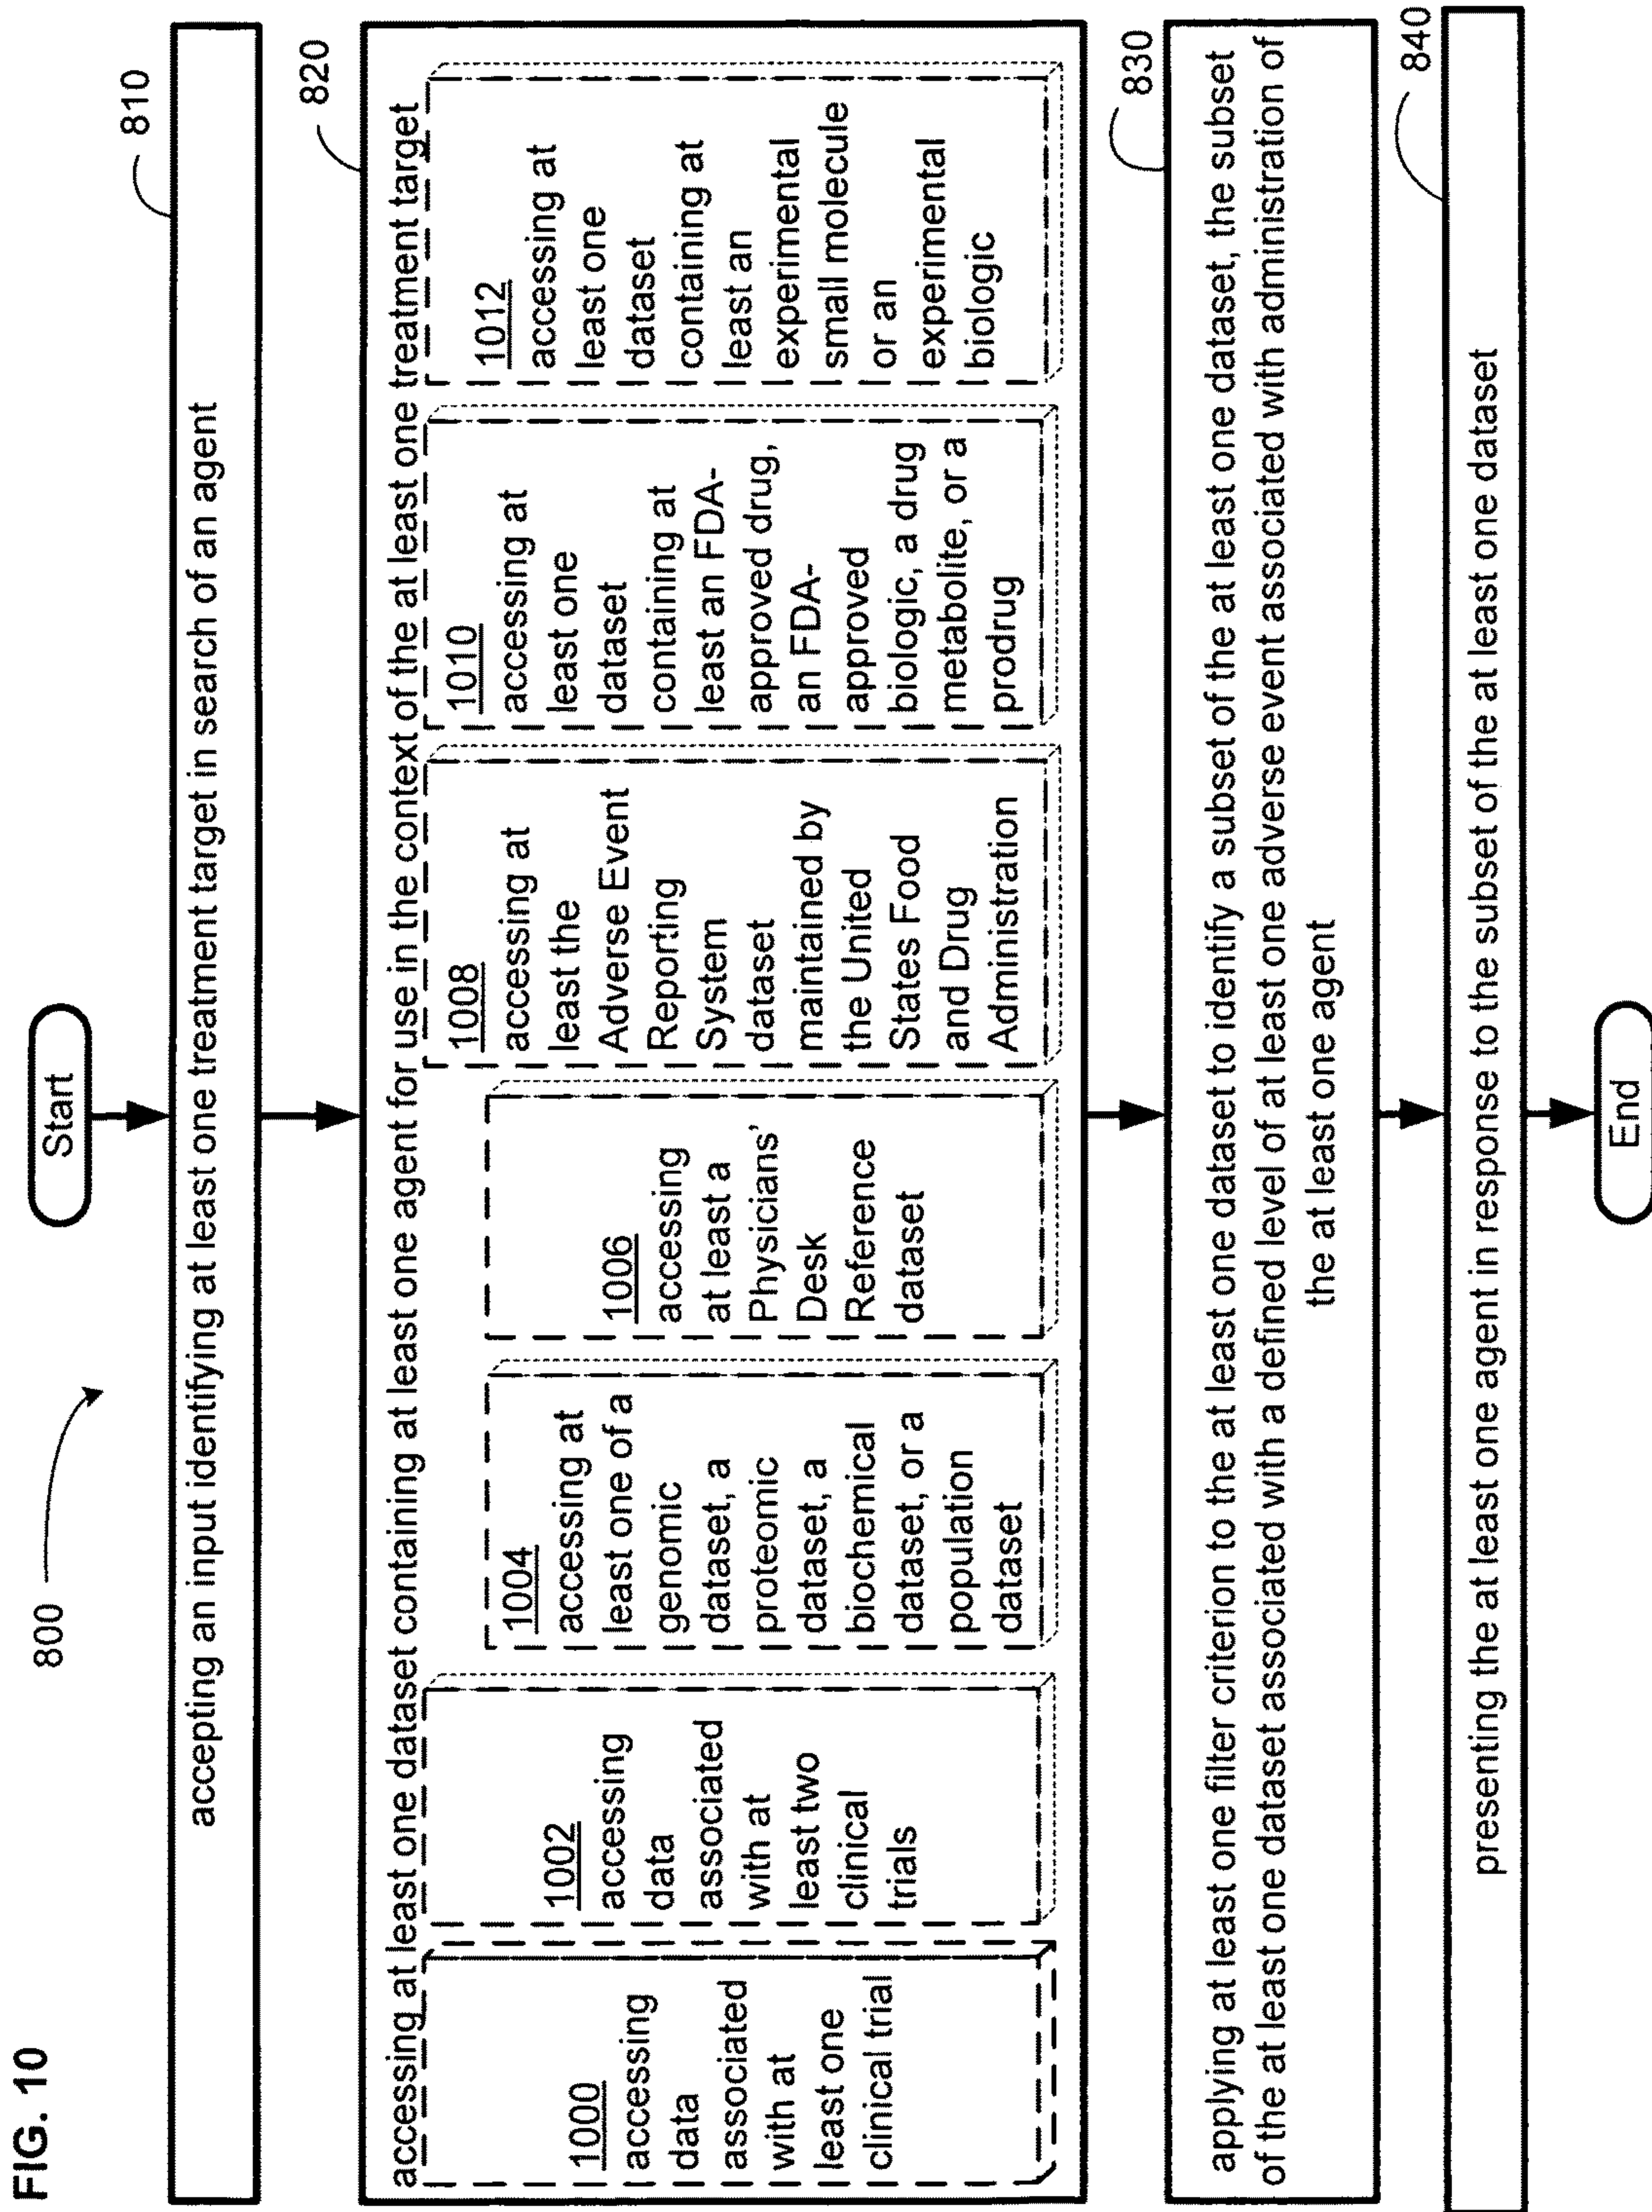 FIG. 10
800
Start
810
accepting an input identifying at least one treatment target in search of an agent
820
accessing at least one dataset containing at least one agent for use in the context of the at least one treatment target
1000
accessing
data
associated
with at
least one
clinical trial
1002
accessing
data
associated
with at
least two
clinical
trials
1004
accessing at
least one of a
genomic
dataset, a
proteomic
dataset, a
biochemical
dataset, or a
population
dataset
1006
accessing
at least a
Physicians'
Desk
Reference
dataset
1008
accessing at
least the
Adverse Event
Reporting
System
dataset
maintained by
the United
States Food
and Drug
Administration
1010
accessing at
least one
dataset
containing at
least an FDA-
approved drug,
an FDA-
approved
biologic, a drug
metabolite, or a
prodrug
1012
accessing at
least one
dataset
containing at
least an
experimental
small molecule
or an
experimental
biologic
830
applying at least one filter criterion to the at least one dataset to identify a subset of the at least one dataset, the subset
of the at least one dataset associated with a defined level of at least one adverse event associated with administration of
the at least one agent
840
presenting the at least one agent in response to the subset of the at least one dataset
End